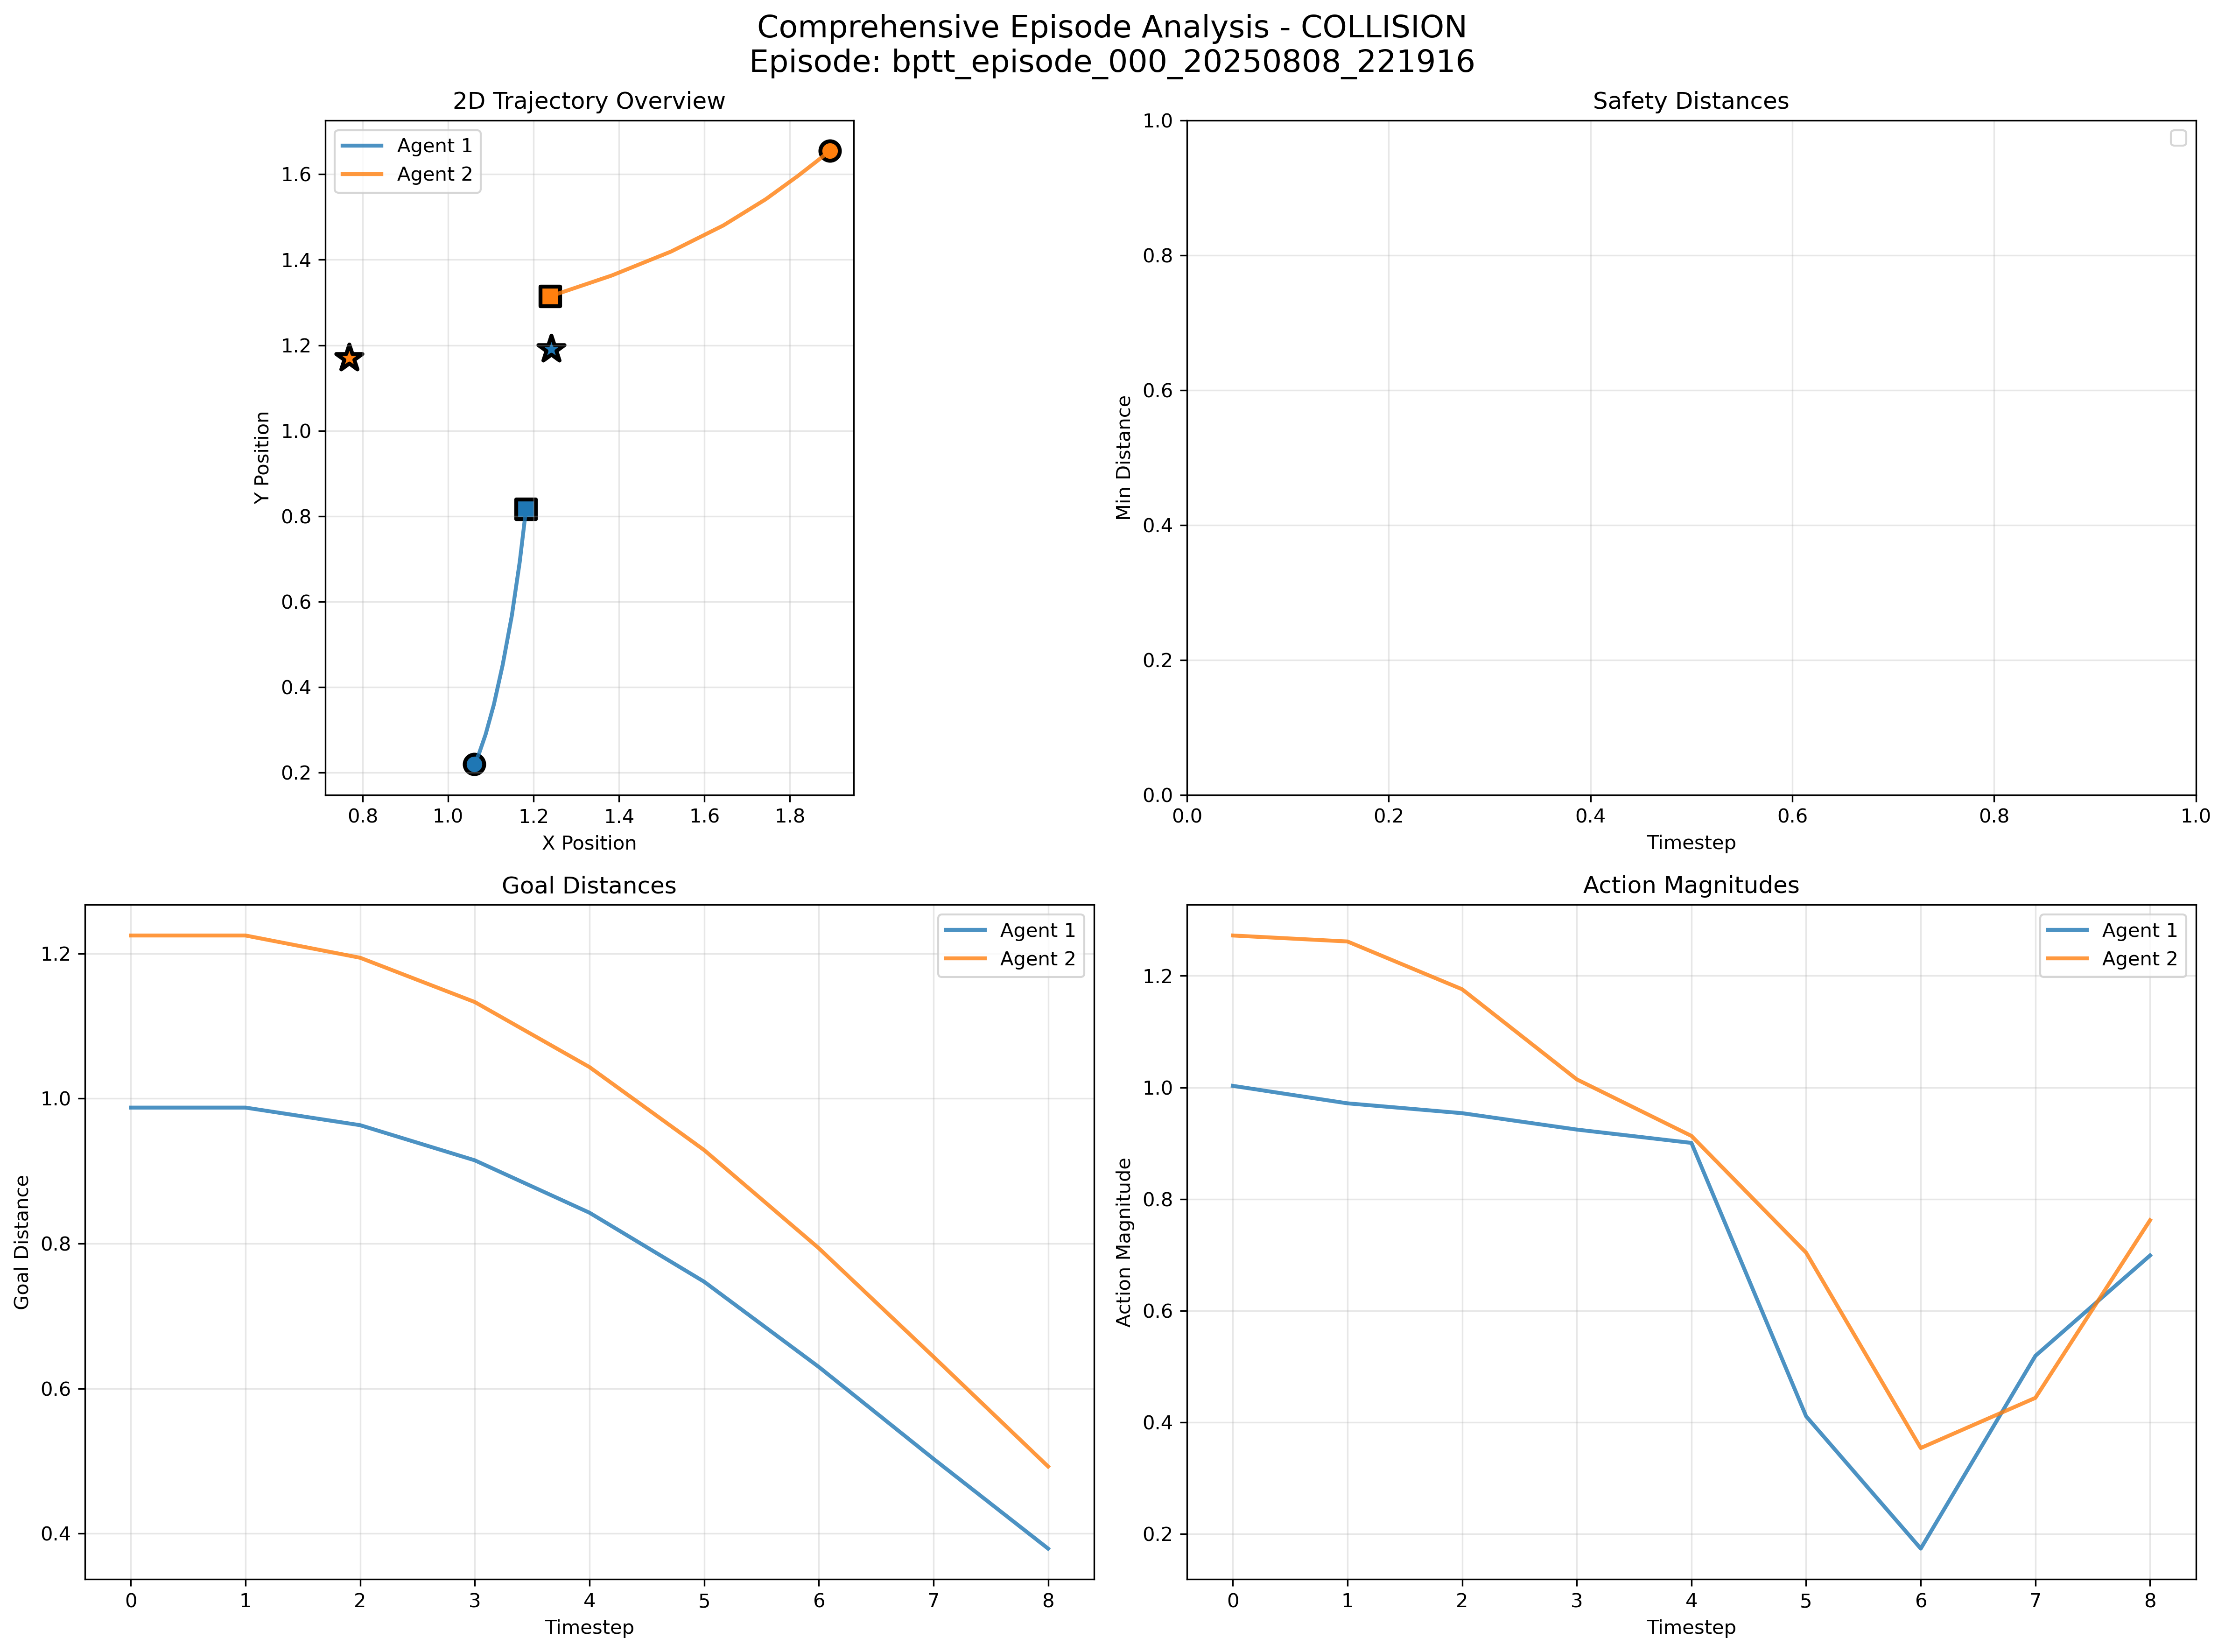 Comprehensive Episode Analysis - COLLISION
Episode: bptt_episode_000_20250808_221916
2D Trajectory Overview
Agent 1
Agent 2
1.6
1.4
1.2
1.0
0.8
0.6
0.4
0.2
Y Position
0.8
1.0
1.2
1.4
1.6
1.8
X Position
Safety Distances
1.0
0.8
0.6
0.4
0.2
0.0
Min Distance
0.0
0.2
0.4
0.6
0.8
1.0
Timestep
Goal Distances
Agent 1
Agent 2
1.2
1.0
0.8
0.6
0.4
Goal Distance
0
1
2
3
4
5
6
7
8
Timestep
Action Magnitudes
Agent 1
Agent 2
1.2
1.0
0.8
0.6
0.4
0.2
Action Magnitude
0
1
2
3
4
5
6
7
8
Timestep